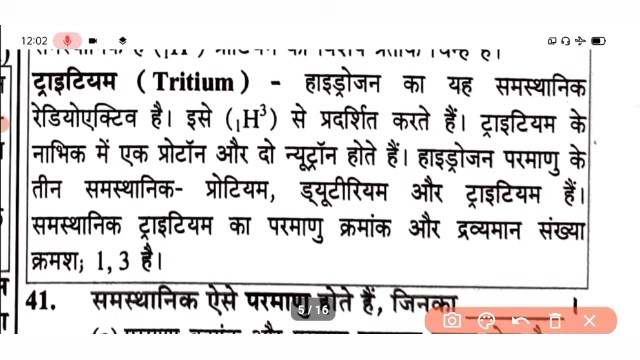 12:02
ट्राइटियम (Tritium) - हाइड्रोजन का यह समस्थानिक
रेडियोएक्टिव है। इसे (₁H³) से प्रदर्शित करते हैं। ट्राइटियम के
नाभिक में एक प्रोटॉन और दो न्यूट्रॉन होते हैं। हाइड्रोजन परमाणु के
तीन समस्थानिक- प्रोटियम, ड्यूटीरियम और ट्राइटियम हैं।
समस्थानिक ट्राइटियम का परमाणु क्रमांक और द्रव्यमान संख्या
क्रमश; 1, 3 है।
41. समस्थानिक ऐसे परमाणु होते हैं, जिनका ________ ।
5/16